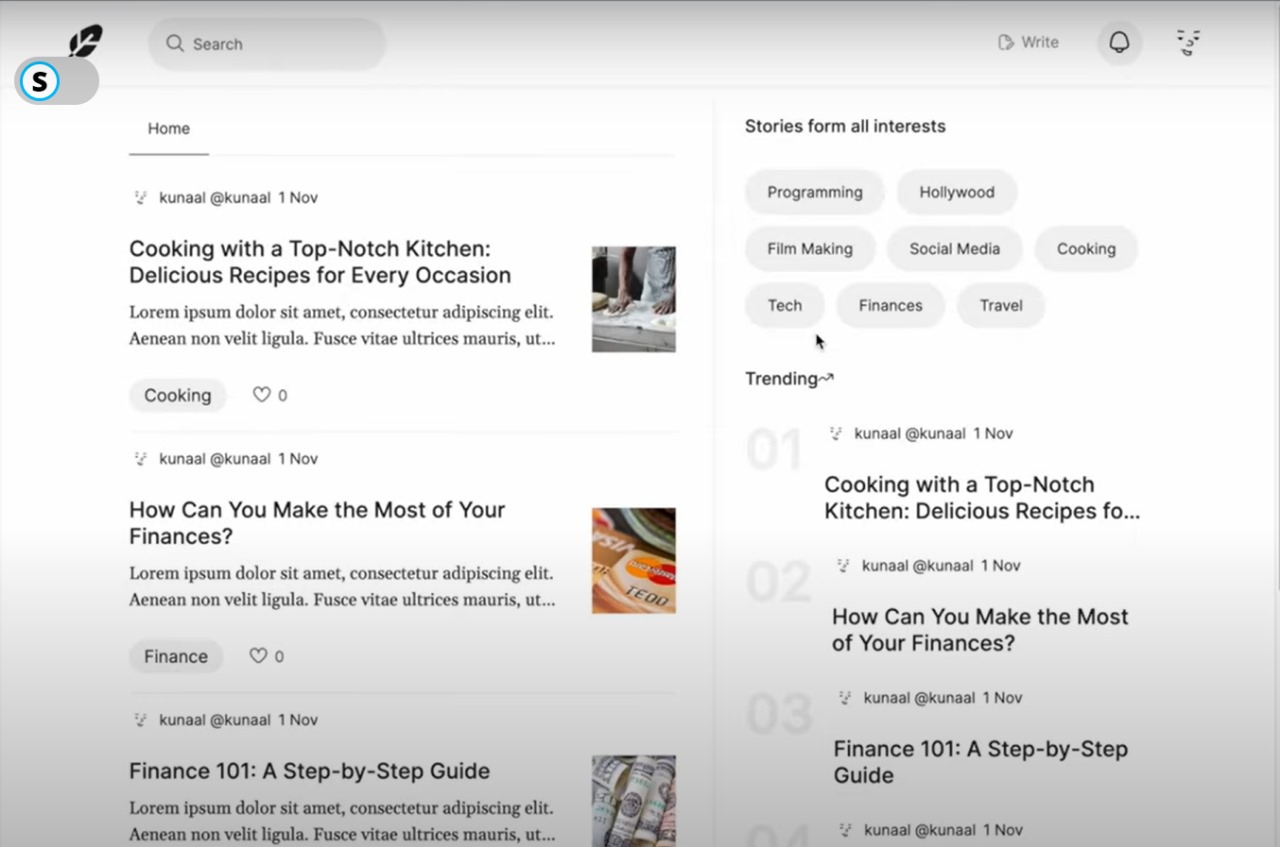 Search
Write
S
Home
Stories form all interests
Programming
Hollywood
Film Making
Social Media
Cooking
Tech
Finances
Travel
kunaal @kunaal 1 Nov
Cooking with a Top-Notch Kitchen:
Delicious Recipes for Every Occasion
Lorem ipsum dolor sit amet, consectetur adipiscing elit.
Aenean non velit ligula. Fusce vitae ultrices mauris, ut...
Cooking
0
kunaal @kunaal 1 Nov
How Can You Make the Most of Your
Finances?
Lorem ipsum dolor sit amet, consectetur adipiscing elit.
Aenean non velit ligula. Fusce vitae ultrices mauris, ut...
VISA
Finance
0
kunaal @kunaal 1 Nov
Finance 101: A Step-by-Step Guide
Lorem ipsum dolor sit amet, consectetur adipiscing elit.
Aenean non velit ligula. Fusce vitae ultrices mauris, ut...
Trending
01
kunaal @kunaal 1 Nov
Cooking with a Top-Notch
Kitchen: Delicious Recipes fo...
02
kunaal @kunaal 1 Nov
How Can You Make the Most
of Your Finances?
03
kunaal @kunaal 1 Nov
Finance 101: A Step-by-Step
Guide
04
kunaal @kunaal 1 Nov